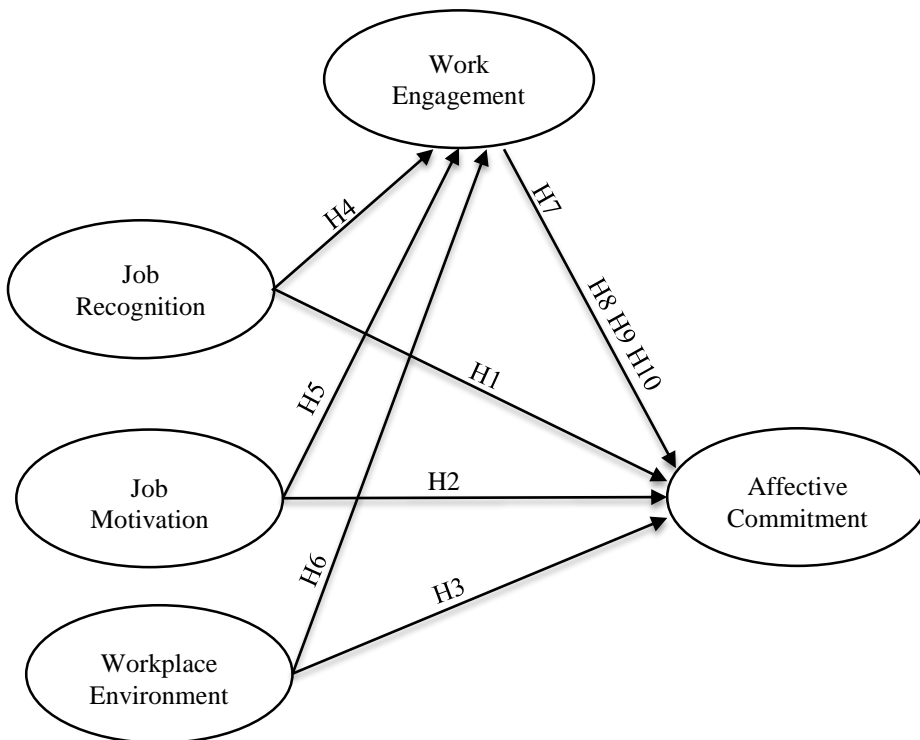 Work
Engagement
H7
H4
Job
Recognition
H8 H9 H10
H1
H5
Job
Motivation
H2
Affective
Commitment
H6
H3
Workplace
Environment